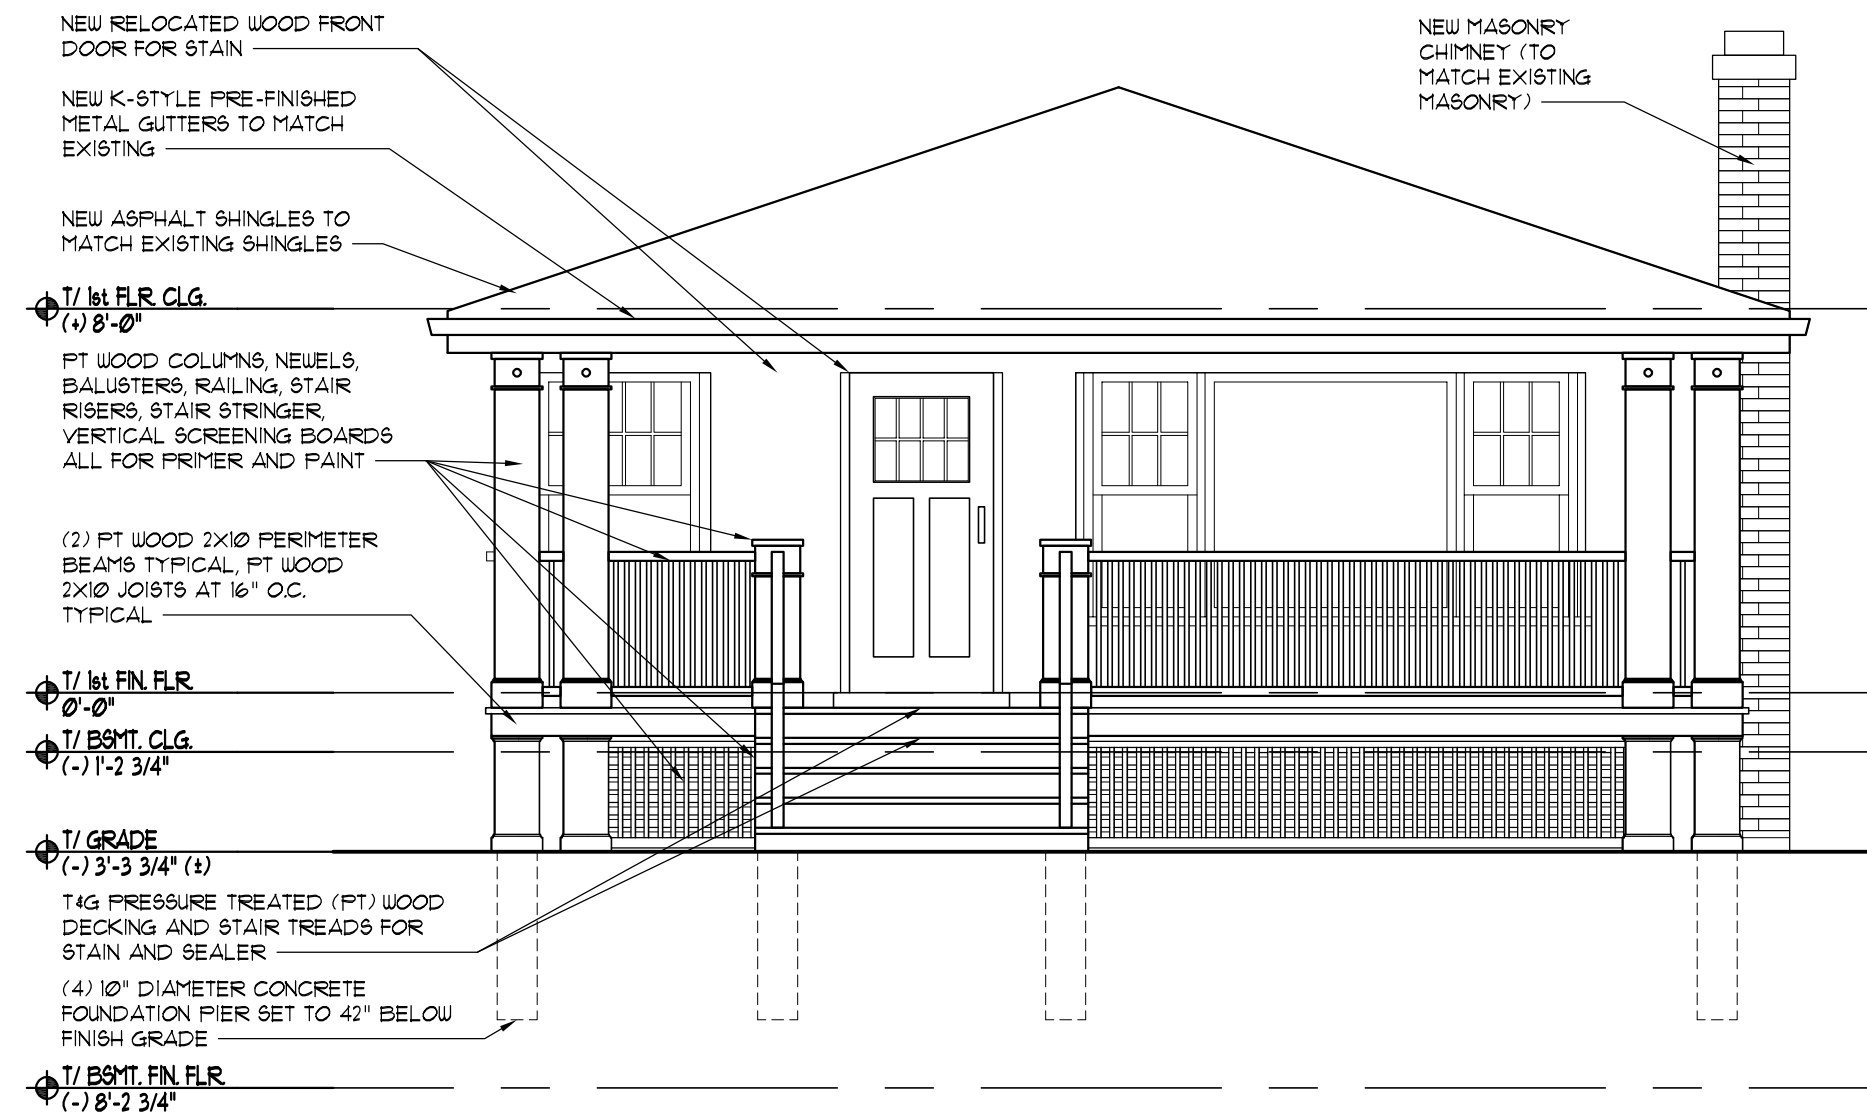 NEW RELOCATED WOOD FRONT
DOOR FOR STAIN
NEW K-STYLE PRE-FINISHED
METAL GUTTERS TO MATCH
EXISTING
NEW ASPHALT SHINGLES TO
MATCH EXISTING SHINGLES
T/ 1st FLR. CLG.
(+) 8'-0"
PT WOOD COLUMNS, NEWELS,
BALUSTERS, RAILING, STAIR
RISERS, STAIR STRINGER,
VERTICAL SCREENING BOARDS
ALL FOR PRIMER AND PAINT
(2) PT WOOD 2X10 PERIMETER
BEAMS TYPICAL, PT WOOD
2X10 JOISTS AT 16" O.C.
TYPICAL
T/ 1st FIN. FLR.
0'-0"
T/ BSMT. CLG.
(-) 1'-2 3/4"
T/ GRADE
(-) 3'-3 3/4" (±)
T&G PRESSURE TREATED (PT) WOOD
DECKING AND STAIR TREADS FOR
STAIN AND SEALER
(4) 10" DIAMETER CONCRETE
FOUNDATION PIER SET TO 42" BELOW
FINISH GRADE
T/ BSMT. FIN. FLR.
(-) 8'-2 3/4"
NEW MASONRY
CHIMNEY (TO
MATCH EXISTING
MASONRY)